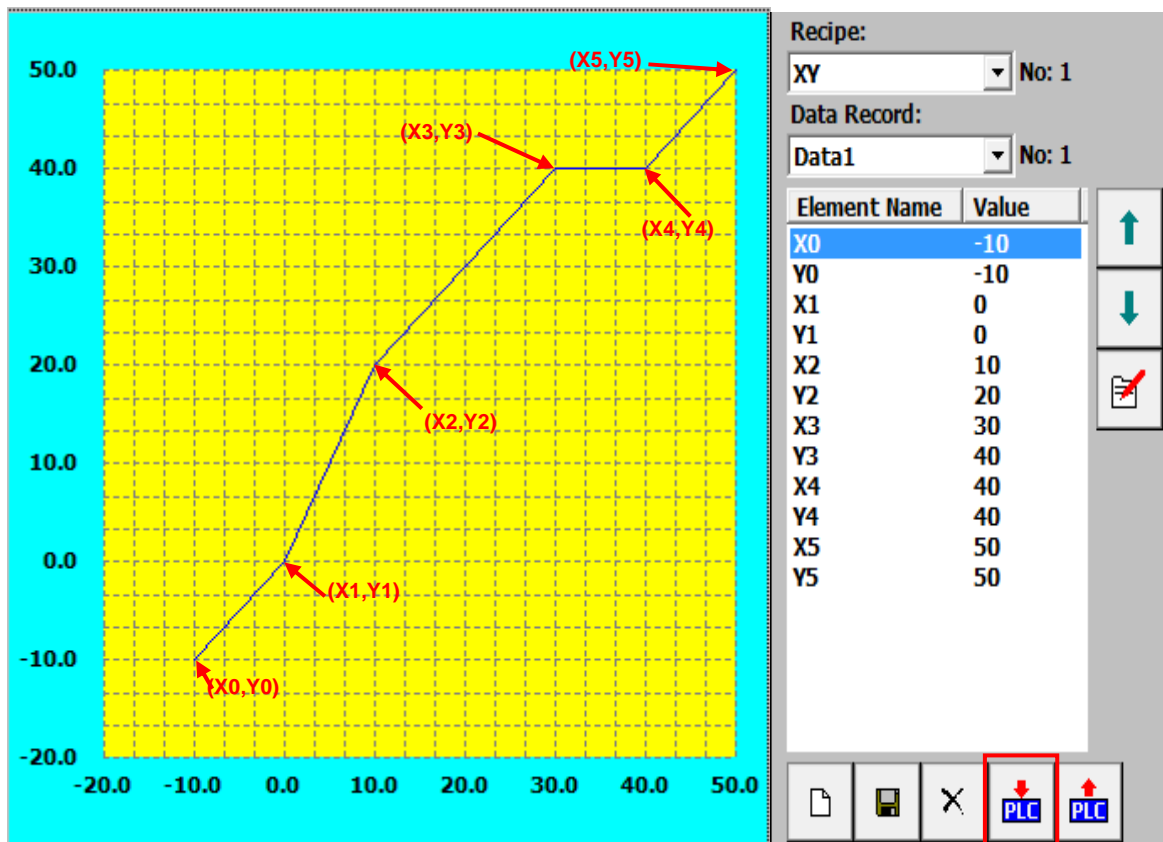 50.0
40.0
30.0
20.0
10.0
0.0
-10.0
-20.0
-20.0 -10.0 0.0 10.0 20.0 30.0 40.0 50.0
(X5,Y5)
(X3,Y3)
(X4,Y4)
(X2,Y2)
(X1,Y1)
(X0,Y0)
Recipe:
XY No: 1
Data Record:
Data1 No: 1
Element Name Value
X0 -10
Y0 -10
X1 0
Y1 0
X2 10
Y2 20
X3 30
Y3 40
X4 40
Y4 40
X5 50
Y5 50
PLC PLC